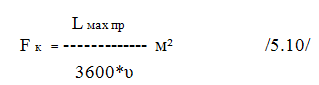 L мах пр
F к = ------------- м²                /5.10/
3600*υ